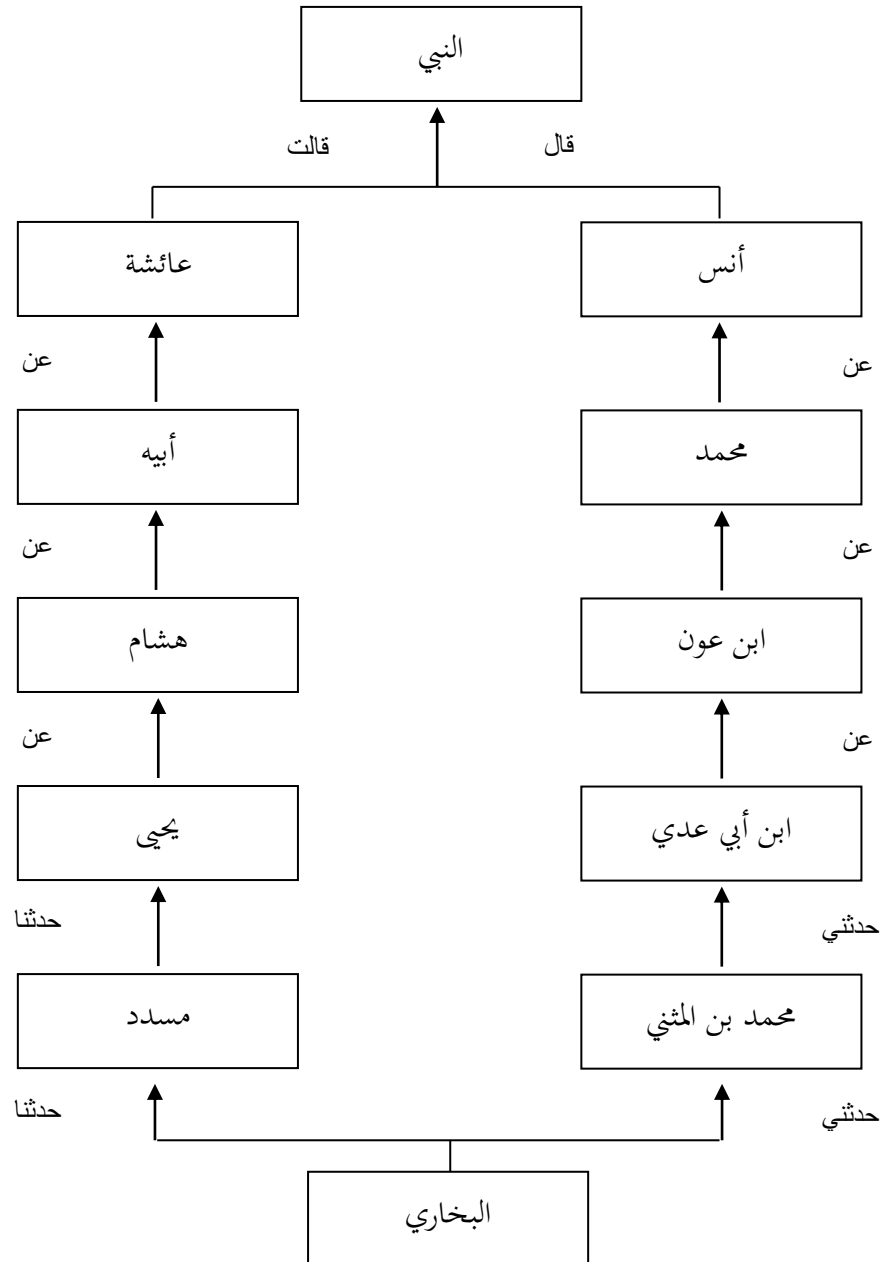 النبي
قال
قالت
أنس
عائشة
عن
عن
محمد
أبيه
عن
عن
ابن عون
هشام
عن
عن
ابن أبي عدي
يحيى
حدثني
حدثنا
محمد بن المثني
مسدد
حدثني
حدثنا
البخاري